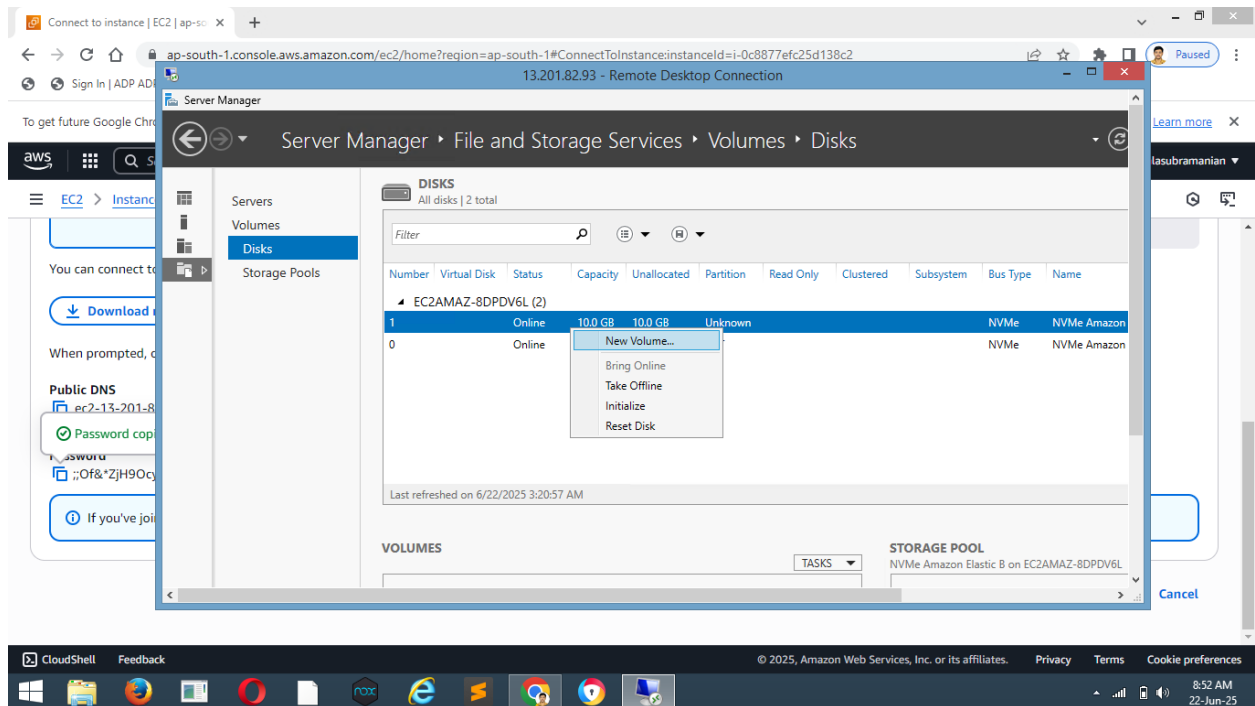 Connect to instance | EC2 | ap-so
ap-south-1.console.aws.amazon.com/ec2/home?region=ap-south-1#ConnectToInstance:instanceId=i-0c8877efc25d138c2
Paused
Sign In | ADP
13.201.82.93 - Remote Desktop Connection
Server Manager
To get future Google Chro
Learn more
Server Manager • File and Storage Services • Volumes • Disks
aws
lasubramanian
EC2 > Instanc
Servers
Volumes
Disks
Storage Pools
DISKS
All disks | 2 total
Filter
Number Virtual Disk Status Capacity Unallocated Partition Read Only Clustered Subsystem Bus Type Name
EC2AMAZ-8DPDV6L (2)
1 Online 10.0 GB 10.0 GB Unknown NVMe NVMe Amazon
0 Online NVMe NVMe Amazon
New Volume...
Bring Online
Take Offline
Initialize
Reset Disk
Last refreshed on 6/22/2025 3:20:57 AM
VOLUMES
TASKS
STORAGE POOL
NVMe Amazon Elastic B on EC2AMAZ-8DPDV6L
You can connect to
Download
When prompted, c
Public DNS
ec2-13-201-8
Password copi
Password
;;Of&*ZjH9Ocy
If you've joi
Cancel
CloudShell Feedback
© 2025, Amazon Web Services, Inc. or its affiliates. Privacy Terms Cookie preferences
nox
8:52 AM
22-Jun-25